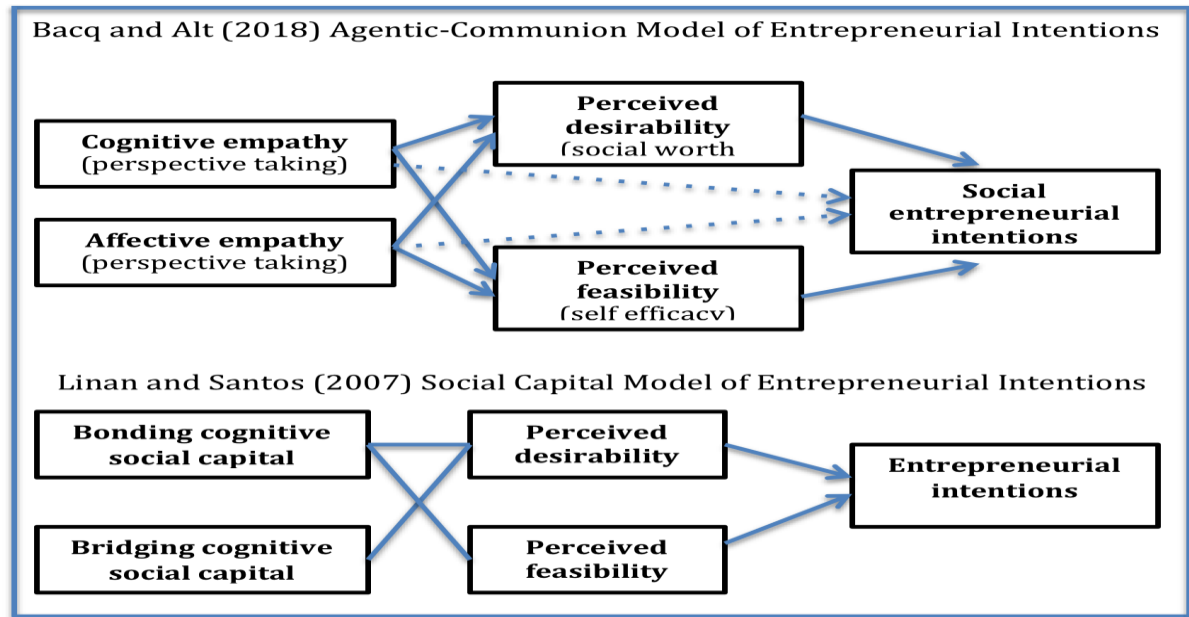 Bacq and Alt (2018) Agentic-Communion Model of Entrepreneurial Intentions
Cognitive empathy
(perspective taking)
Affective empathy
(perspective taking)
Perceived
desirability
(social worth
Perceived
feasibility
(self efficacy)
Social
entrepreneurial
intentions
Linan and Santos (2007) Social Capital Model of Entrepreneurial Intentions
Bonding cognitive
social capital
Bridging cognitive
social capital
Perceived
desirability
Perceived
feasibility
Entrepreneurial
intentions